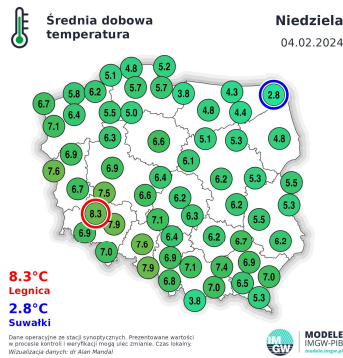 Średnia dobowa
temperatura
Niedziela
04.02.2024
5.1 4.8 5.2
6.7 5.8 6.2 5.7 5.7 3.8 4.3 2.8
7.1 6.4 5.5 5.0 4.8 4.4
6.3 6.6 5.1 5.3 4.8
6.9 6.9 6.1
7.6 6.7 7.5 6.4 6.2 5.3 5.5
6.6 6.2 6.2 5.3
8.3 7.9 7.1 6.3 5.5
6.9 7.0 7.6 6.4 6.2 6.7 6.2
7.9 6.9 7.1 7.4 6.9 7.0
6.8 7.0 6.5 5.3
3.8
8.3°C
Legnica
2.8°C
Suwałki
Dane operacyjne ze stacji synoptycznych. Prezentowane wartości
w procesie kontroli i weryfikacji mogą ulec zmianie. Czas lokalny.
Wizualizacja danych: dr Alan Mandal
IM
GW
MODELE
IMGW-PIB
modele.imgw.pl